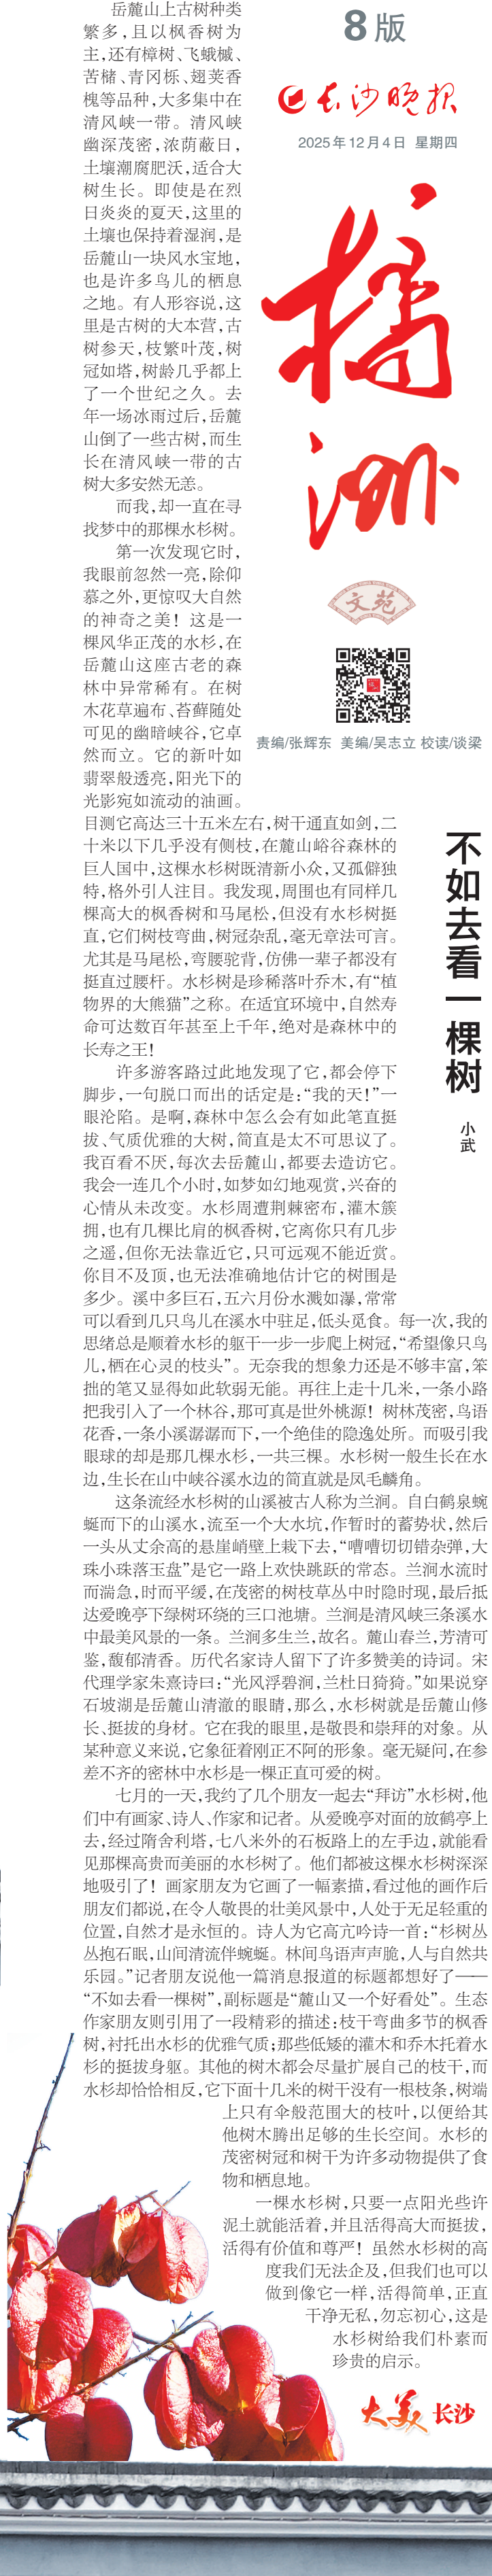 8版
长沙晚报
2025年12月4日 星期四
橘洲
文苑
责编/张辉东 美编/吴志立 校读/谈梁
不如去看一棵树
小武
岳麓山上古树种类
繁多,且以枫香树为
主,还有樟树、飞蛾槭、
苦槠、青冈栎、翅荚香
槐等品种,大多集中在
清风峡一带。清风峡
幽深茂密,浓荫蔽日,
土壤潮腐肥沃,适合大
树生长。即使是在烈
日炎炎的夏天,这里的
土壤也保持着湿润,是
岳麓山一块风水宝地,
也是许多鸟儿的栖息
之地。有人形容说,这
里是古树的大本营,古
树参天,枝繁叶茂,树
冠如塔,树龄几乎都上
了一个世纪之久。去
年一场冰雨过后,岳麓
山倒了一些古树,而生
长在清风峡一带的古
树大多安然无恙。
而我,却一直在寻
找梦中的那棵水杉树。
第一次发现它时,
我眼前忽然一亮,除仰
慕之外,更惊叹大自然
的神奇之美!这是一
棵风华正茂的水杉,在
岳麓山这座古老的森
林中异常稀有。在树
木花草遍布、苔藓随处
可见的幽暗峡谷,它卓
然而立。它的新叶如
翡翠般透亮,阳光下的
光影宛如流动的油画。
目测它高达三十五米左右,树干通直如剑,二
十米以下几乎没有侧枝,在麓山峪谷森林的
巨人国中,这棵水杉树既清新小众,又孤僻独
特,格外引人注目。我发现,周围也有同样几
棵高大的枫香树和马尾松,但没有水杉树挺
直,它们树枝弯曲,树冠杂乱,毫无章法可言。
尤其是马尾松,弯腰驼背,仿佛一辈子都没有
挺直过腰杆。水杉树是珍稀落叶乔木,有“植
物界的大熊猫”之称。在适宜环境中,自然寿
命可达数百年甚至上千年,绝对是森林中的
长寿之王!
许多游客路过此地发现了它,都会停下
脚步,一句脱口而出的话定是:“我的天!”一
眼沦陷。是啊,森林中怎么会有如此笔直挺
拔、气质优雅的大树,简直是太不可思议了。
我百看不厌,每次去岳麓山,都要去造访它。
我会一连几个小时,如梦如幻地观赏,兴奋的
心情从未改变。水杉周遭荆棘密布,灌木簇
拥,也有几棵比肩的枫香树,它离你只有几步
之遥,但你无法靠近它,只可远观不能近赏。
你目不及顶,也无法准确地估计它的树围是
多少。溪中多巨石,五六月份水溅如瀑,常常
可以看到几只鸟儿在溪水中驻足,低头觅食。每一次,我的
思绪总是顺着水杉的躯干一步一步爬上树冠,“希望像只鸟
儿,栖在心灵的枝头”。无奈我的想象力还是不够丰富,笨
拙的笔又显得如此软弱无能。再往上走十几米,一条小路
把我引入了一个林谷,那可真是世外桃源!树林茂密,鸟语
花香,一条小溪潺潺而下,一个绝佳的隐逸处所。而吸引我
眼球的却是那几棵水杉,一共三棵。水杉树一般生长在水
边,生长在山中峡谷溪水边的简直就是凤毛麟角。
这条流经水杉树的山溪被古人称为兰涧。自白鹤泉蜿
蜒而下的山溪水,流至一个大水坑,作暂时的蓄势状,然后
一头从丈余高的悬崖峭壁上栽下去,“嘈嘈切切错杂弹,大
珠小珠落玉盘”是它一路上欢快跳跃的常态。兰涧水流时
而湍急,时而平缓,在茂密的树枝草丛中时隐时现,最后抵
达爱晚亭下绿树环绕的三口池塘。兰涧是清风峡三条溪水
中最美风景的一条。兰涧多生兰,故名。麓山春兰,芳清可
鉴,馥郁清香。历代名家诗人留下了许多赞美的诗词。宋
代理学家朱熹诗曰:“光风浮碧涧,兰杜日猗猗。”如果说穿
石坡湖是岳麓山清澈的眼睛,那么,水杉树就是岳麓山修
长、挺拔的身材。它在我的眼里,是敬畏和崇拜的对象。从
某种意义来说,它象征着刚正不阿的形象。毫无疑问,在参
差不齐的密林中水杉是一棵正直可爱的树。
七月的一天,我约了几个朋友一起去“拜访”水杉树,他
们中有画家、诗人、作家和记者。从爱晚亭对面的放鹤亭上
去,经过隋舍利塔,七八米外的石板路上的左手边,就能看
见那棵高贵而美丽的水杉树了。他们都被这棵水杉树深深
地吸引了!画家朋友为它画了一幅素描,看过他的画作后
朋友们都说,在令人敬畏的壮美风景中,人处于无足轻重的
位置,自然才是永恒的。诗人为它高亢吟诗一首:“杉树丛
丛抱石眠,山间清流伴蜿蜒。林间鸟语声声脆,人与自然共
乐园。”记者朋友说他一篇消息报道的标题都想好了——
“不如去看一棵树”,副标题是“麓山又一个好看处”。生态
作家朋友则引用了一段精彩的描述:枝干弯曲多节的枫香
树,衬托出水杉的优雅气质;那些低矮的灌木和乔木托着水
杉的挺拔身躯。其他的树木都会尽量扩展自己的枝干,而
水杉却恰恰相反,它下面十几米的树干没有一根枝条,树端
上只有伞般范围大的枝叶,以便给其
他树木腾出足够的生长空间。水杉的
茂密树冠和树干为许多动物提供了食
物和栖息地。
一棵水杉树,只要一点阳光些许
泥土就能活着,并且活得高大而挺拔,
活得有价值和尊严!虽然水杉树的高
度我们无法企及,但我们也可以
做到像它一样,活得简单,正直
干净无私,勿忘初心,这是
水杉树给我们朴素而
珍贵的启示。
大美长沙